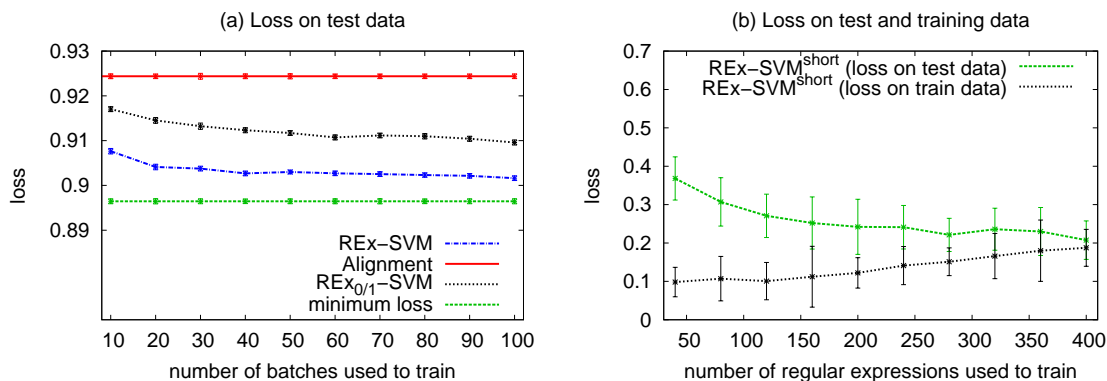 (a) Loss on test data
0.93
0.92
0.91
0.9
0.89
loss
REx−SVM
Alignment
REx0/1−SVM
minimum loss
10 20 30 40 50 60 70 80 90 100
number of batches used to train
(b) Loss on test and training data
0.7
0.6
0.5
0.4
0.3
0.2
0.1
0
loss
REx−SVMshort (loss on test data)
REx−SVMshort (loss on train data)
50 100 150 200 250 300 350 400
number of regular expressions used to train